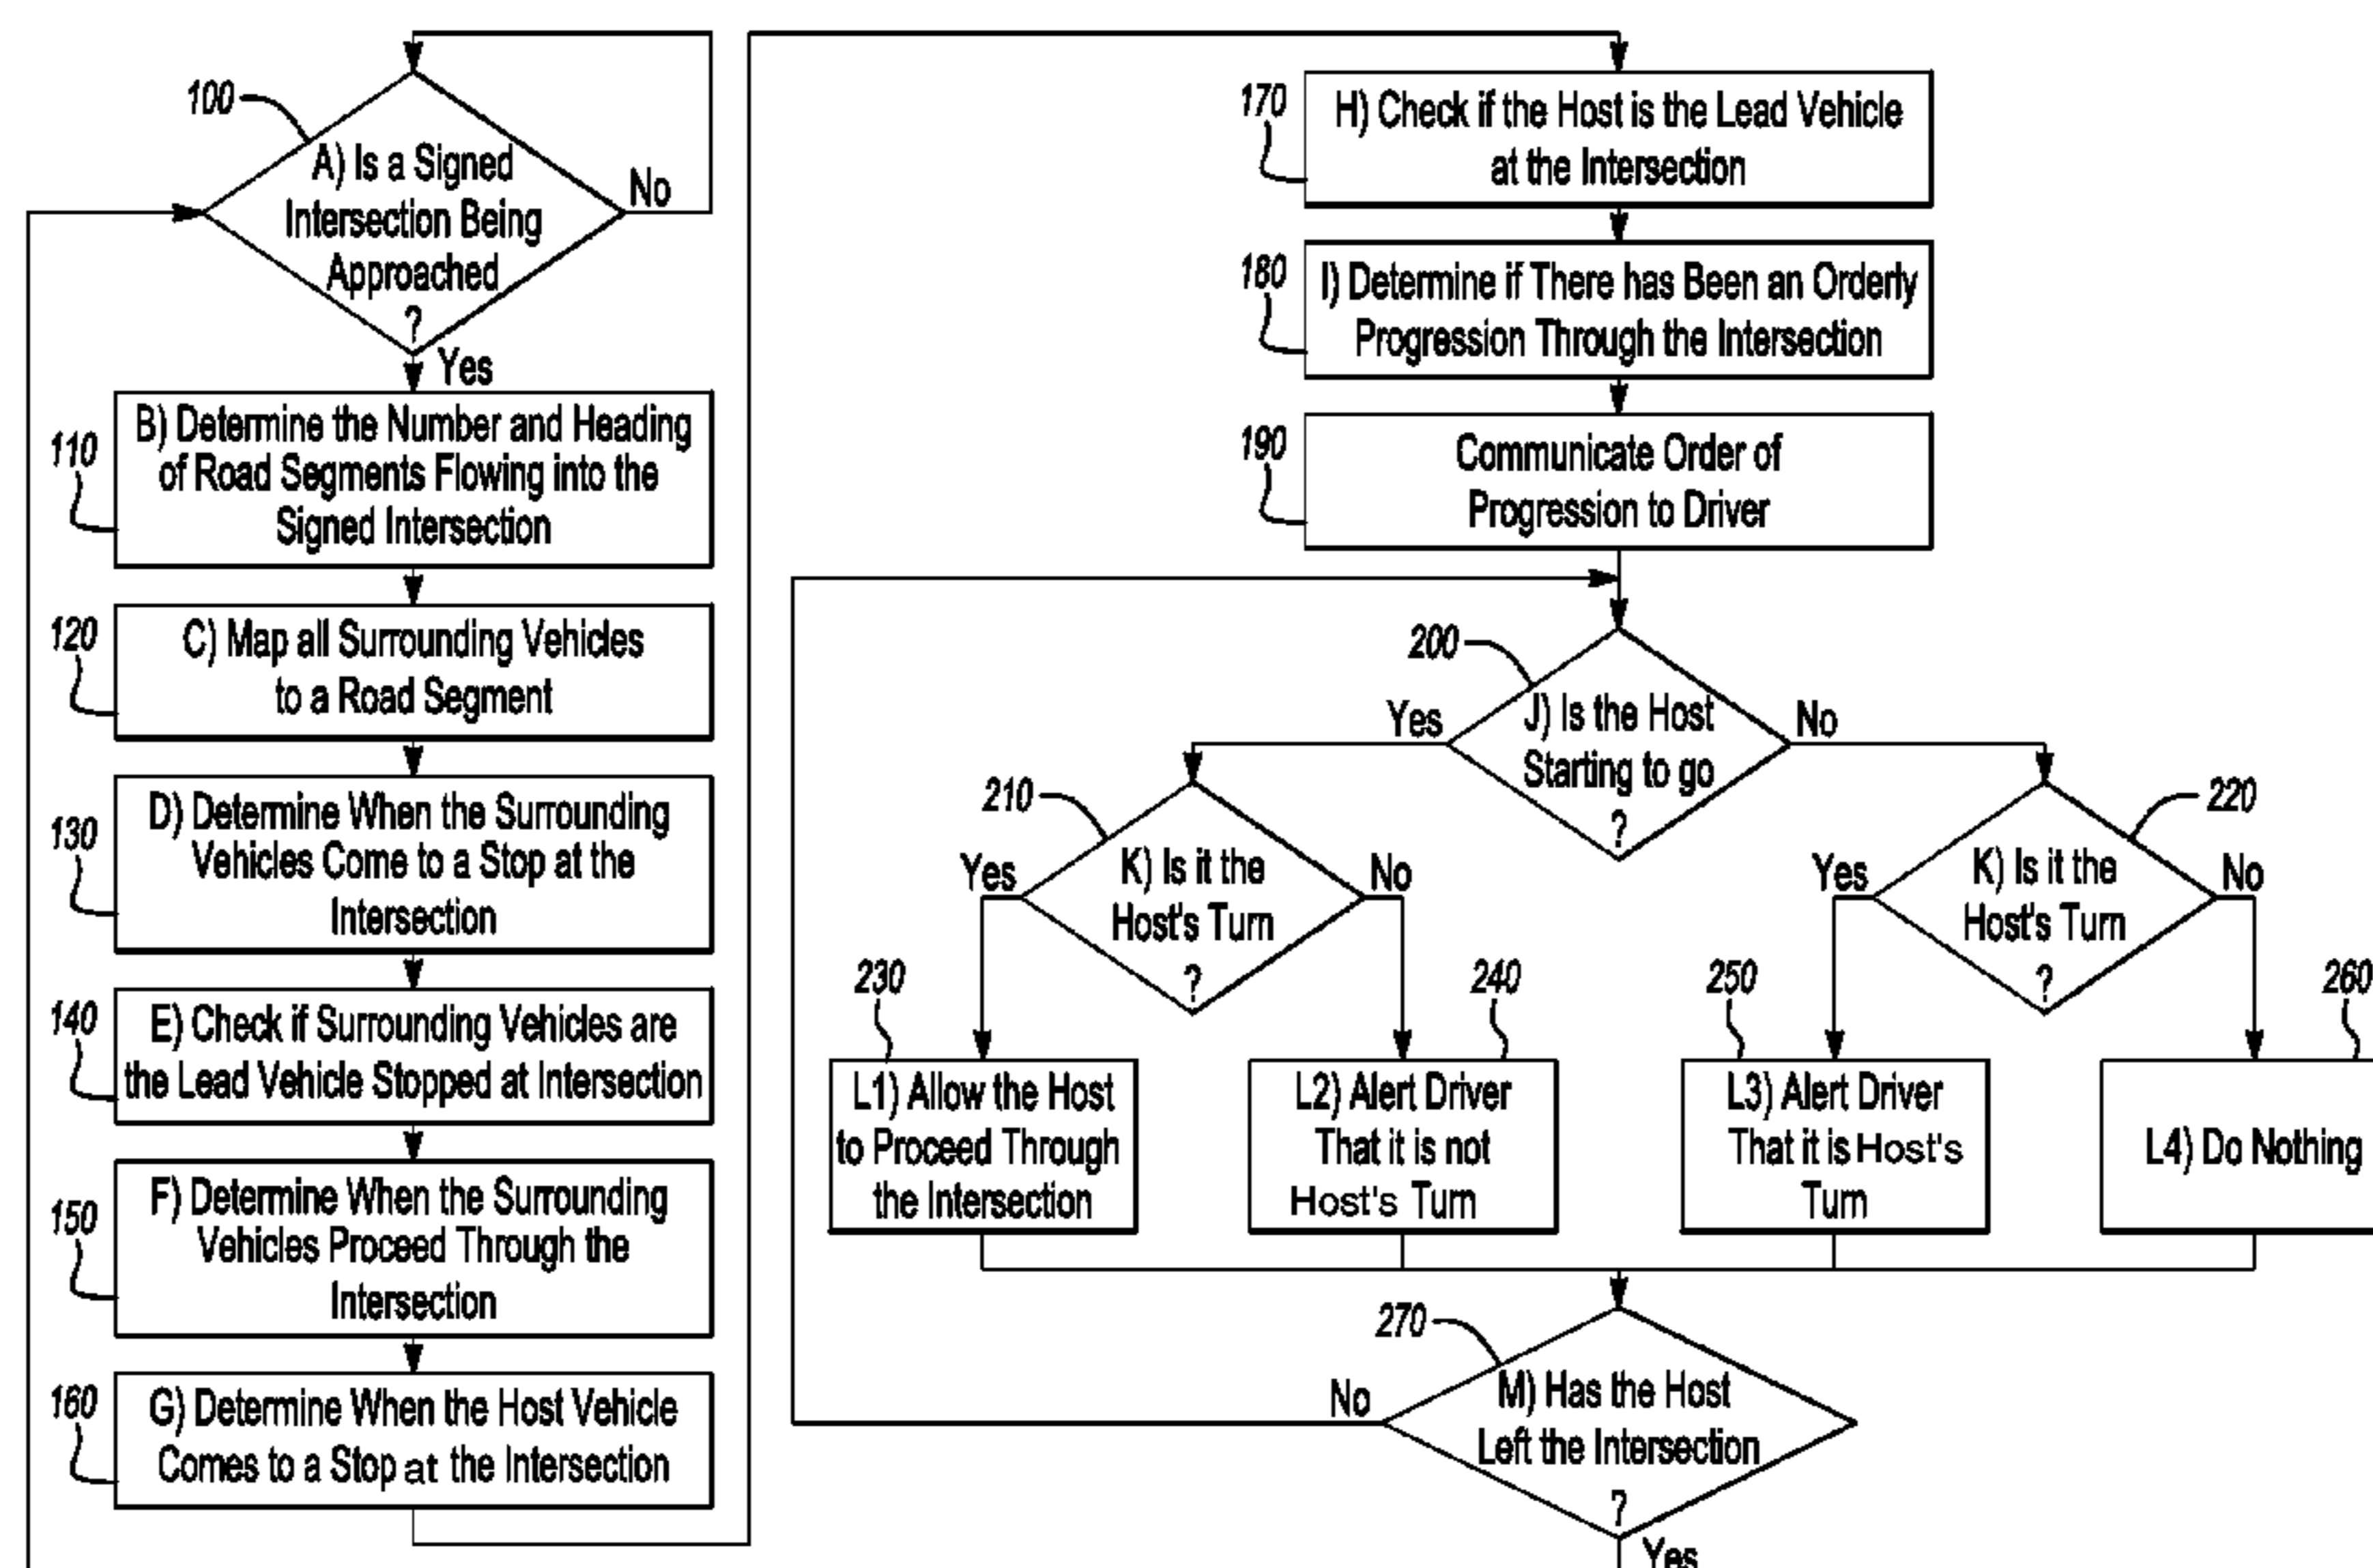 100
A) Is a Signed
Intersection Being
Approached
?
No
Yes
110
B) Determine the Number and Heading
of Road Segments Flowing into the
Signed Intersection
120
C) Map all Surrounding Vehicles
to a Road Segment
130
D) Determine When the Surrounding
Vehicles Come to a Stop at the
Intersection
140
E) Check if Surrounding Vehicles are
the Lead Vehicle Stopped at Intersection
150
F) Determine When the Surrounding
Vehicles Proceed Through the
Intersection
160
G) Determine When the Host Vehicle
Comes to a Stop at the Intersection
170
H) Check if the Host is the Lead Vehicle
at the Intersection
180
I) Determine if There has Been an Orderly
Progression Through the Intersection
190
Communicate Order of
Progression to Driver
200
J) Is the Host
Starting to go
?
Yes
No
210
K) Is it the
Host's Turn
?
Yes
No
220
K) Is it the
Host's Turn
?
Yes
No
230
L1) Allow the Host
to Proceed Through
the Intersection
240
L2) Alert Driver
That it is not
Host's Turn
250
L3) Alert Driver
That it is Host's
Turn
260
L4) Do Nothing
270
M) Has the Host
Left the Intersection
?
No
Yes